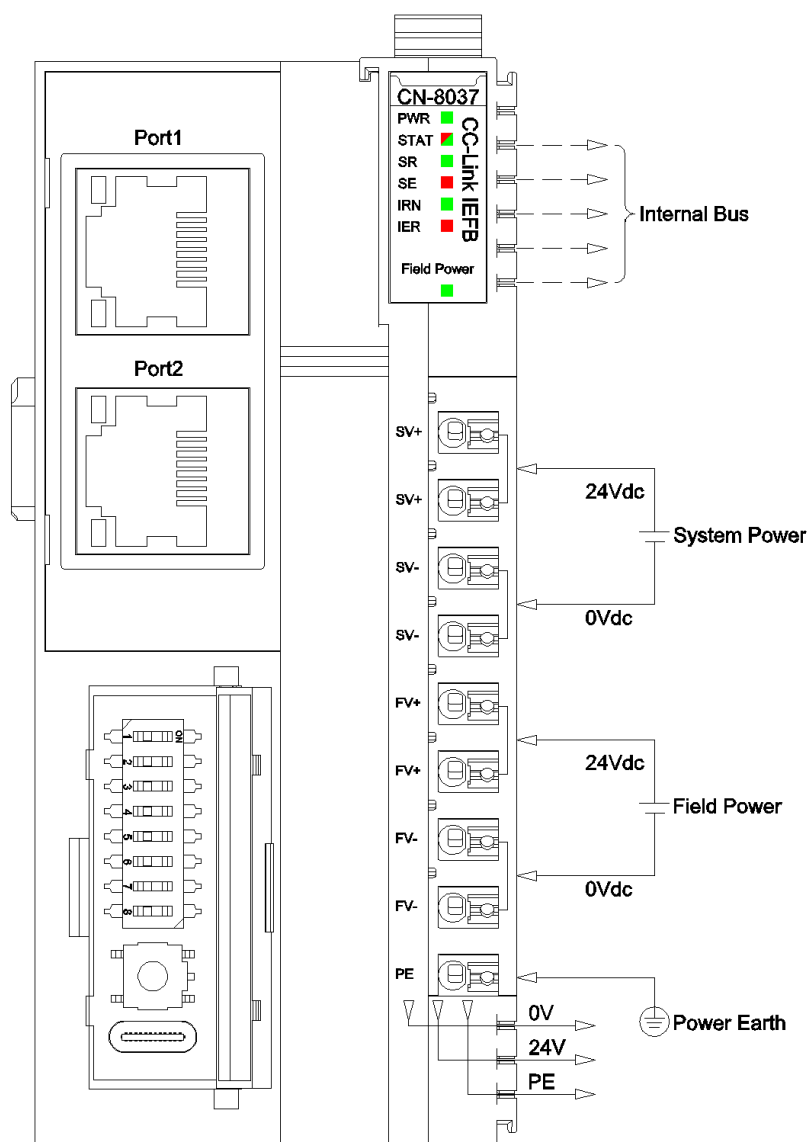 CN-8037
PWR
STAT
SR
SE
IRN
IER
CC-Link IEFB
Field Power
Port1
Port2
Internal Bus
SV+
24Vdc
SV+
System Power
SV-
0Vdc
SV-
FV+
24Vdc
FV+
Field Power
FV-
0Vdc
FV-
PE
Power Earth
0V
24V
PE
ON
1
2
3
4
5
6
7
8